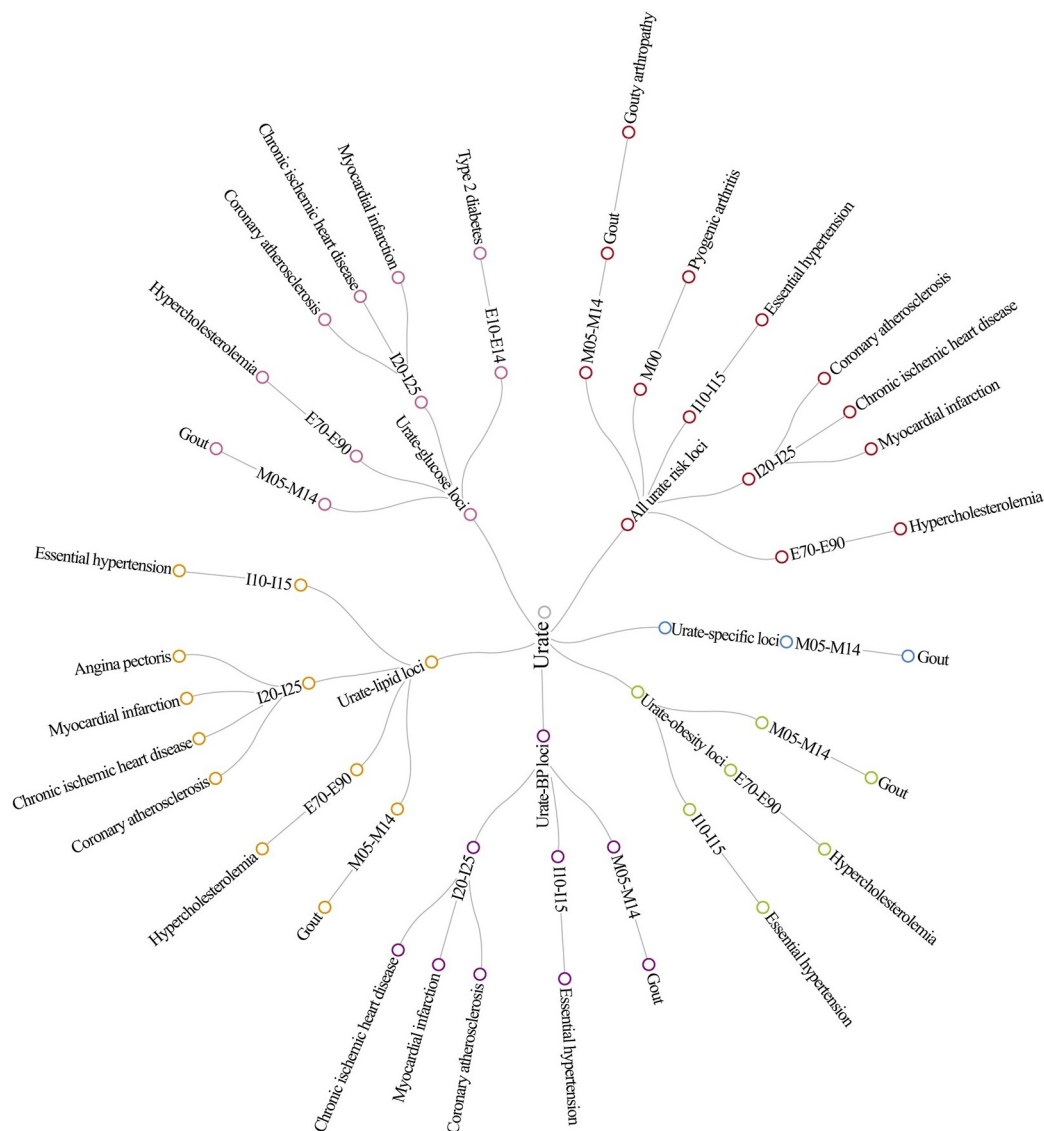 Urate
All urate risk loci
M05-M14
Gout
Gouty arthropathy
M00
Pyogenic arthritis
I10-I15
Essential hypertension
I20-I25
Coronary atherosclerosis
Chronic ischemic heart disease
Myocardial infarction
E70-E90
Hypercholesterolemia
Urate-specific loci
M05-M14
Gout
Urate-obesity loci
M05-M14
Gout
E70-E90
Hypercholesterolemia
I10-I15
Essential hypertension
Urate-BP loci
M05-M14
Gout
I10-I15
Essential hypertension
I20-I25
Coronary atherosclerosis
Myocardial infarction
Chronic ischemic heart disease
Urate-lipid loci
M05-M14
Gout
E70-E90
Hypercholesterolemia
I20-I25
Coronary atherosclerosis
Chronic ischemic heart disease
Myocardial infarction
Angina pectoris
I10-I15
Essential hypertension
Urate-glucose loci
M05-M14
Gout
E70-E90
Hypercholesterolemia
I20-I25
Coronary atherosclerosis
Chronic ischemic heart disease
Myocardial infarction
E10-E14
Type 2 diabetes